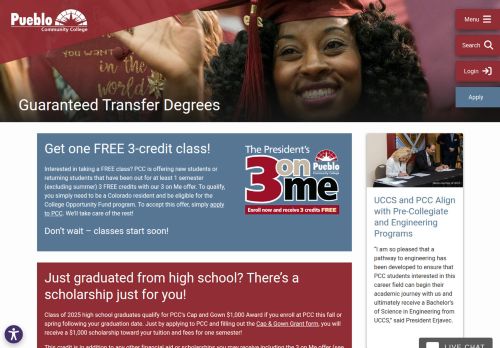 Pueblo
Community College
Menu
Search
Login
Apply
YOU WANT
in the
world
Guaranteed Transfer Degrees
Get one FREE 3-credit class!
Interested in taking a FREE class? PCC is offering new students or
returning students that have been out for at least 1 semester
(excluding summer) 3 FREE credits with our 3 on Me offer. To qualify,
you simply need to be a Colorado resident and be eligible for the
College Opportunity Fund program. To accept this offer, simply apply
to PCC. We'll take care of the rest!
Don't wait – classes start soon!
The President's
3 on me
Pueblo
Community College
Enroll now and receive 3 credits FREE
Just graduated from high school? There's a
scholarship just for you!
Class of 2025 high school graduates qualify for PCC's Cap and Gown $1,000 Award if you enroll at PCC this fall or
spring following your graduation date. Just by applying to PCC and filling out the Cap & Gown Grant form, you will
receive a $1,000 scholarship toward your tuition and fees for one semester!
This credit is in addition to any other financial aid or scholarships you may receive including the 3 on Me offer (see
UCCS and PCC Align
with Pre-Collegiate
and Engineering
Programs
"I am so pleased that a
pathway to engineering has
been developed to ensure that
PCC students interested in this
career field can begin their
academic journey with us and
ultimately receive a Bachelor's
of Science in Engineering from
UCCS," said President Erjavec.
LIVE CHAT